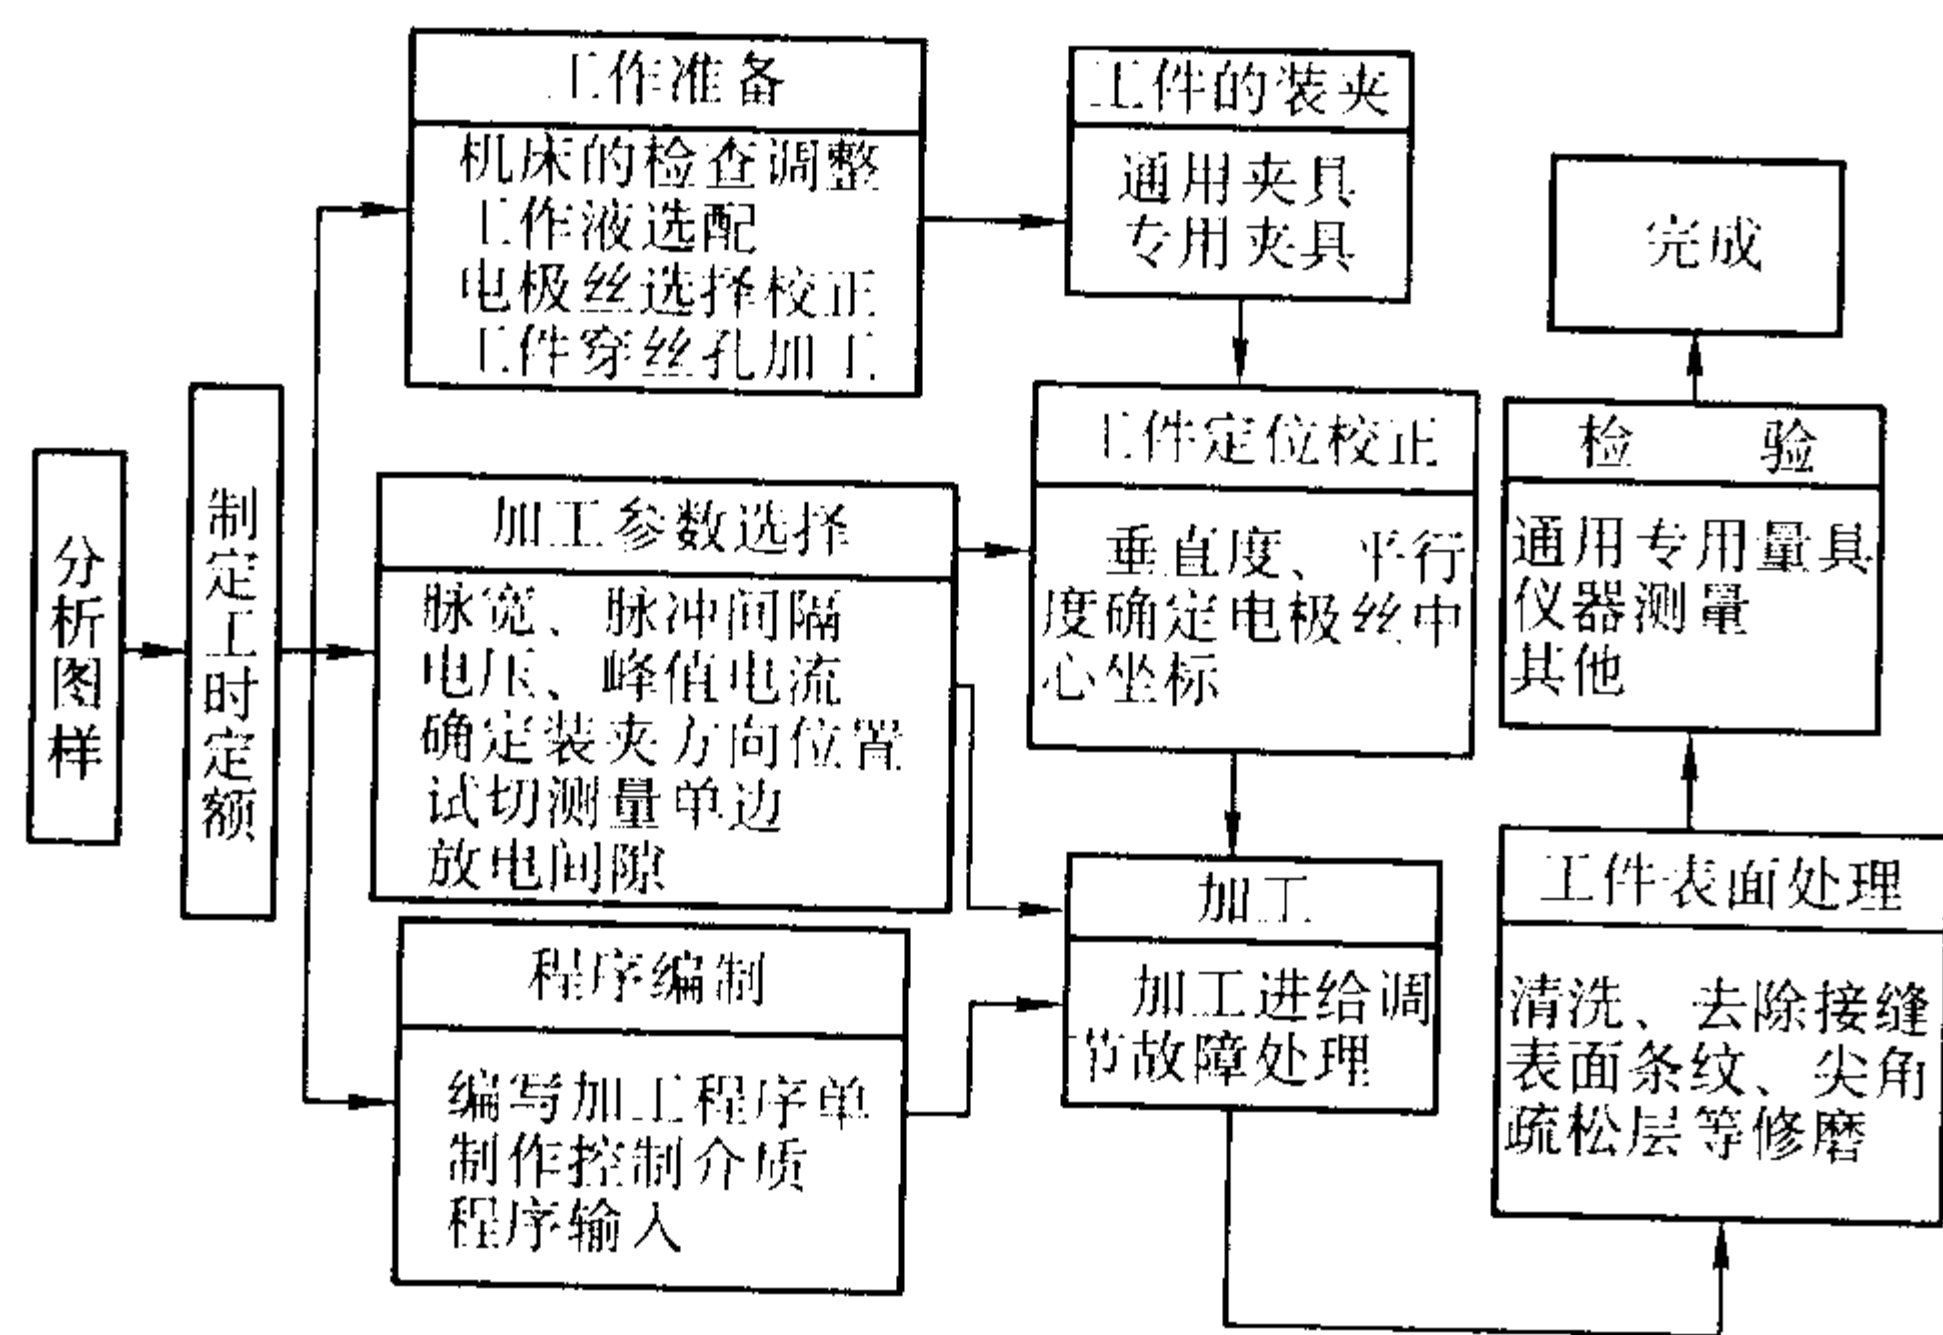 分析图样
制定工时定额
工作准备
机床的检查调整
工作液选配
电极丝选择校正
工件穿丝孔加工
加工参数选择
脉宽、脉冲间隔
电压、峰值电流
确定装夹方向位置
试切测量单边
放电间隙
程序编制
编写加工程序单
制作控制介质
程序输入
工件的装夹
通用夹具
专用夹具
工件定位校正
垂直度、平行
度确定电极丝中
心坐标
加工
加工进给调
节故障处理
工件表面处理
清洗、去除接缝
表面条纹、尖角
疏松层等修磨
检验
通用专用量具
仪器测量
其他
完成